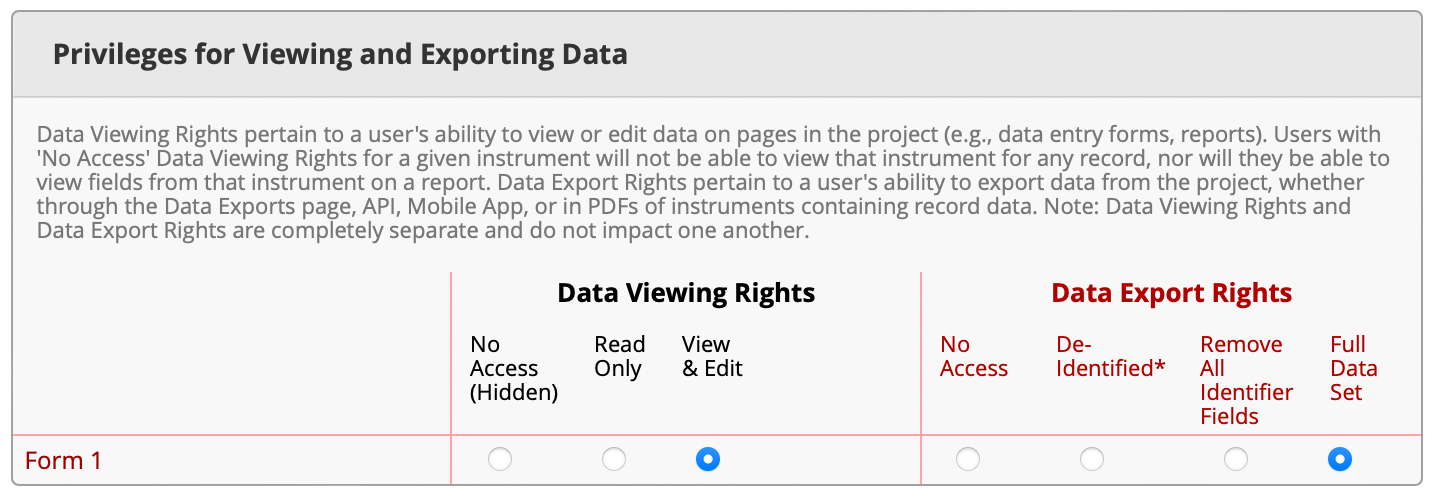 Privileges for Viewing and Exporting Data
Data Viewing Rights pertain to a user's ability to view or edit data on pages in the project (e.g., data entry forms, reports). Users with
'No Access' Data Viewing Rights for a given instrument will not be able to view that instrument for any record, nor will they be able to
view fields from that instrument on a report. Data Export Rights pertain to a user's ability to export data from the project, whether
through the Data Exports page, API, Mobile App, or in PDFs of instruments containing record data. Note: Data Viewing Rights and
Data Export Rights are completely separate and do not impact one another.
Data Viewing Rights
No
Access
(Hidden)
Read
Only
View
& Edit
Data Export Rights
No
Access
De-
Identified*
Remove
All
Identifier
Fields
Full
Data
Set
Form 1